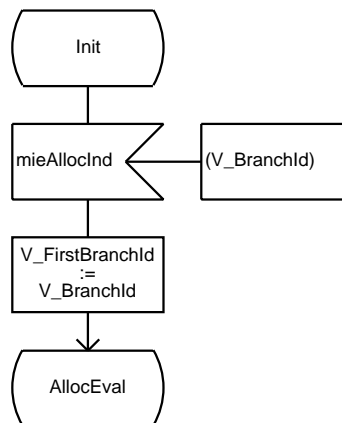 Init
mieAllocInd
(V_BranchId)
V_FirstBranchId
:=
V_BranchId
AllocEval